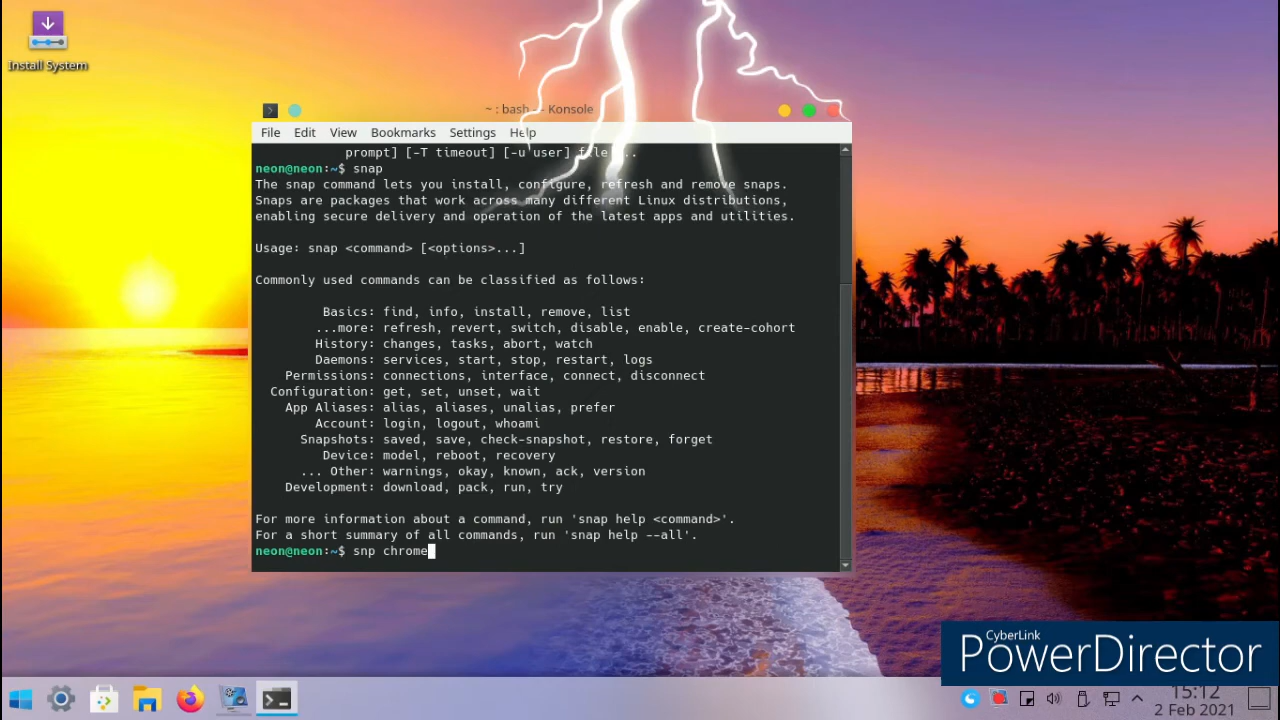 Install System
~ : bash — Konsole
File Edit View Bookmarks Settings Help
prompt] [-T timeout] [-u user] file ...
neon@neon:~$ snap
The snap command lets you install, configure, refresh and remove snaps.
Snaps are packages that work across many different Linux distributions,
enabling secure delivery and operation of the latest apps and utilities.
Usage: snap <command> [<options>...]
Commonly used commands can be classified as follows:
Basics: find, info, install, remove, list
...more: refresh, revert, switch, disable, enable, create-cohort
History: changes, tasks, abort, watch
Daemons: services, start, stop, restart, logs
Permissions: connections, interface, connect, disconnect
Configuration: get, set, unset, wait
App Aliases: alias, aliases, unalias, prefer
Account: login, logout, whoami
Snapshots: saved, save, check-snapshot, restore, forget
Device: model, reboot, recovery
... Other: warnings, okay, known, ack, version
Development: download, pack, run, try
For more information about a command, run 'snap help <command>'.
For a short summary of all commands, run 'snap help --all'.
neon@neon:~$ snp chrome
CyberLink
PowerDirector
15:12
2 Feb 2021